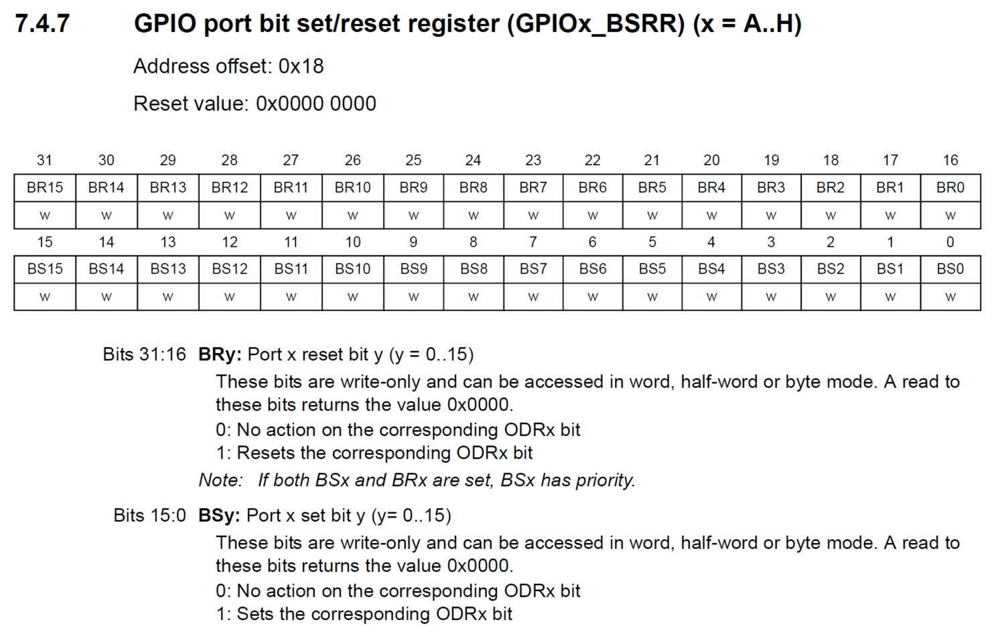 7.4.7 GPIO port bit set/reset register (GPIOx_BSRR) (x = A..H)
Address offset: 0x18
Reset value: 0x0000 0000
31 30 29 28 27 26 25 24 23 22 21 20 19 18 17 16
BR15 BR14 BR13 BR12 BR11 BR10 BR9 BR8 BR7 BR6 BR5 BR4 BR3 BR2 BR1 BR0
w w w w w w w w w w w w w w w w
15 14 13 12 11 10 9 8 7 6 5 4 3 2 1 0
BS15 BS14 BS13 BS12 BS11 BS10 BS9 BS8 BS7 BS6 BS5 BS4 BS3 BS2 BS1 BS0
w w w w w w w w w w w w w w w w
Bits 31:16 BRy: Port x reset bit y (y = 0..15)
These bits are write-only and can be accessed in word, half-word or byte mode. A read to
these bits returns the value 0x0000.
0: No action on the corresponding ODRx bit
1: Resets the corresponding ODRx bit
Note: If both BSx and BRx are set, BSx has priority.
Bits 15:0 BSy: Port x set bit y (y= 0..15)
These bits are write-only and can be accessed in word, half-word or byte mode. A read to
these bits returns the value 0x0000.
0: No action on the corresponding ODRx bit
1: Sets the corresponding ODRx bit